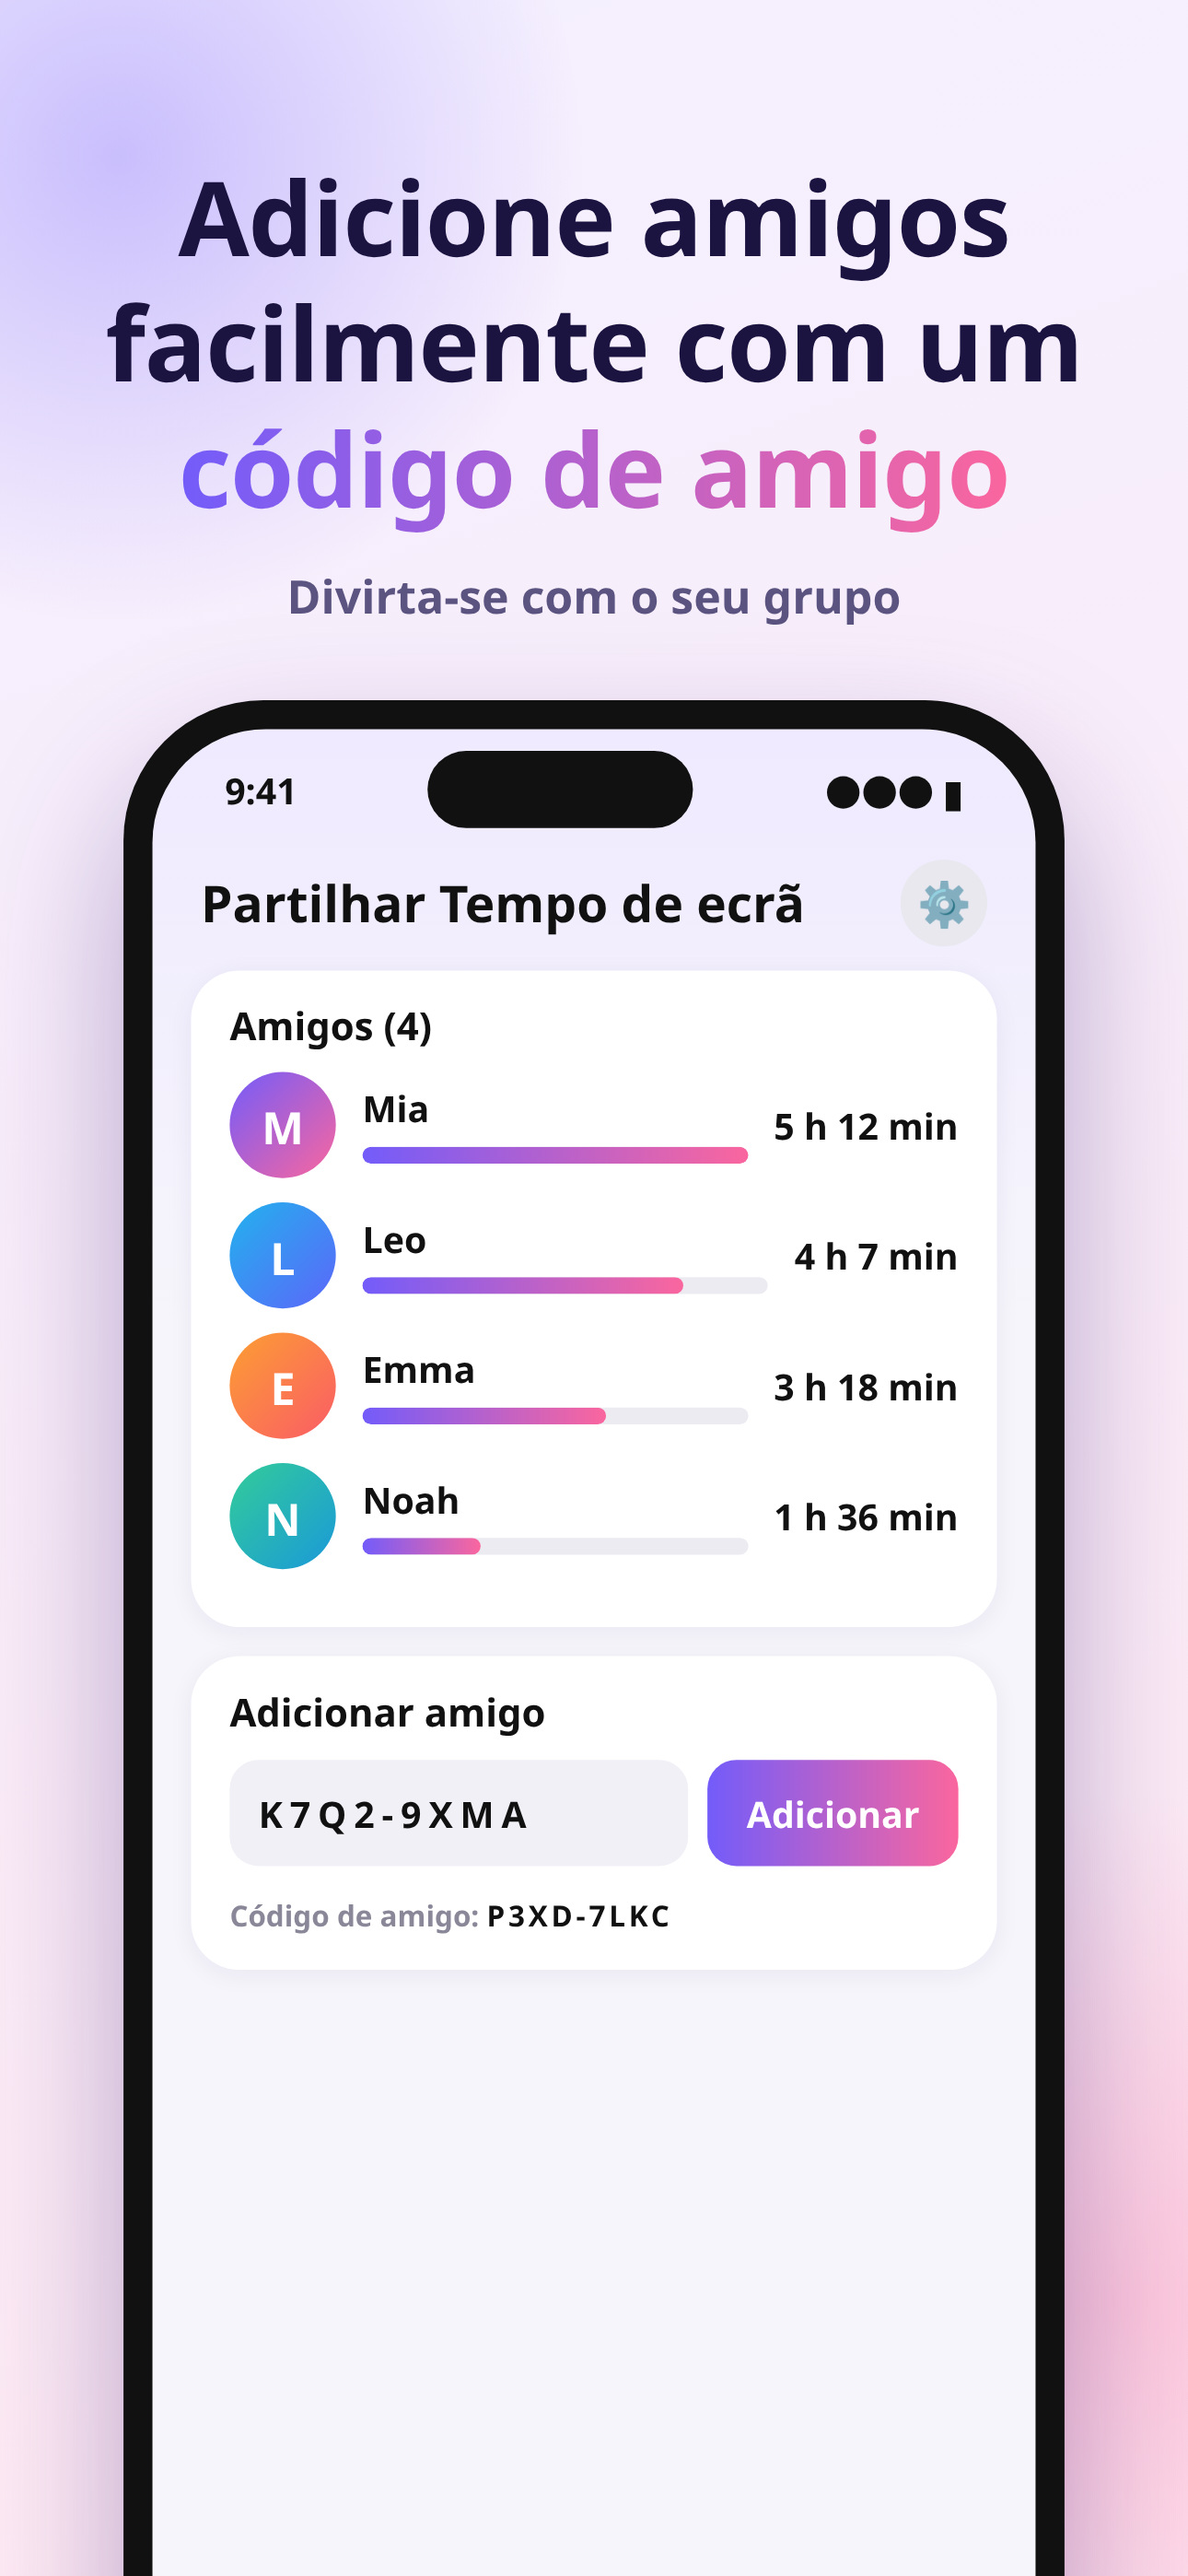 Adicione amigos
facilmente com um
código de amigo
Divirta-se com o seu grupo
9:41
Partilhar Tempo de ecrã
Amigos (4)
M
Mia
5 h 12 min
L
Leo
4 h 7 min
E
Emma
3 h 18 min
N
Noah
1 h 36 min
Adicionar amigo
K7Q2-9XMA
Adicionar
Código de amigo: P3XD-7LKC